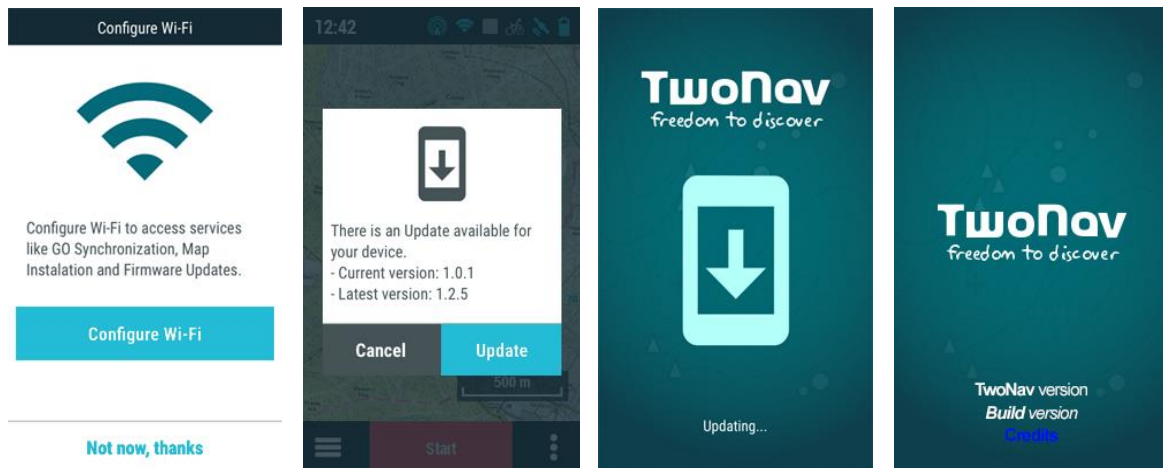 Configure Wi-Fi
Configure Wi-Fi to access services
like GO Synchronization, Map
Instalation and Firmware Updates.
Configure Wi-Fi
Not now, thanks
12:42
There is an Update available for
your device.
- Current version: 1.0.1
- Latest version: 1.2.5
Cancel
Update
500 m
Start
TwoNav
freedom to discover
Updating...
TwoNav
freedom to discover
TwoNav version
Build version
Credits